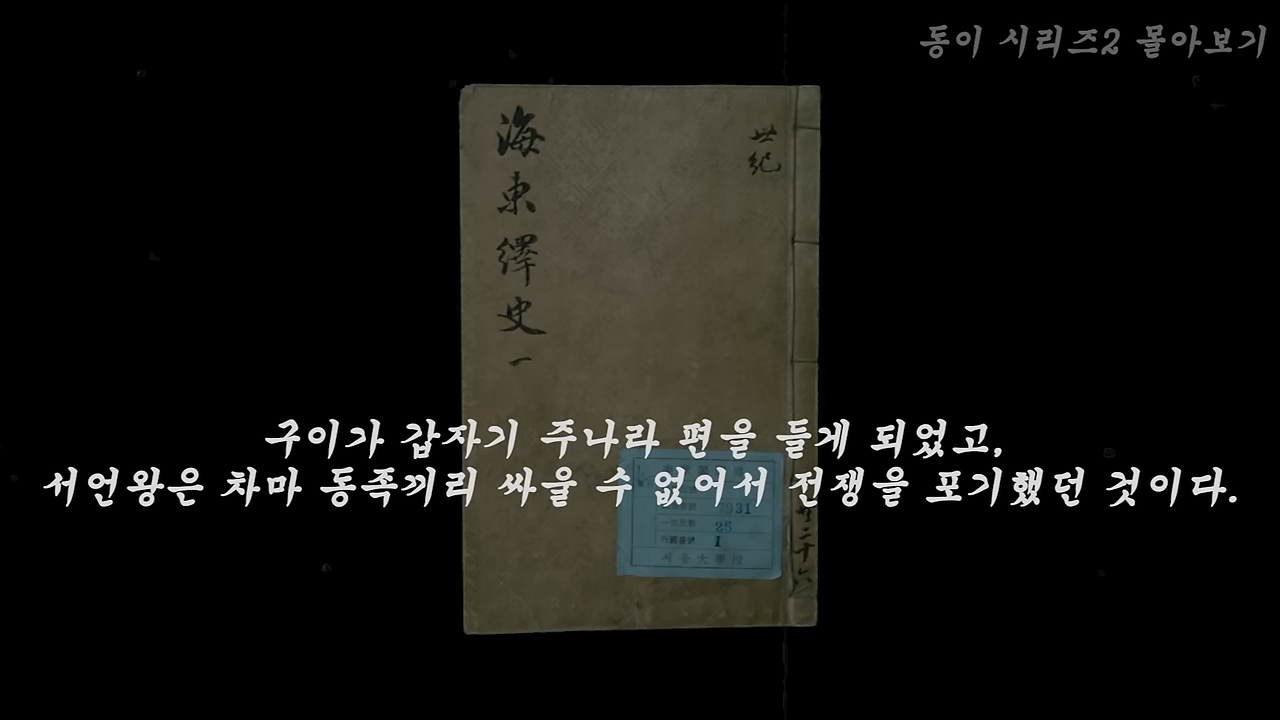 동이 시리즈2 몰아보기
海東繹史一
世紀
구이가 갑자기 주나라 편을 들게 되었고,
서언왕은 차마 동족끼리 싸울 수 없어서 전쟁을 포기했던 것이다.
25
1
서울大學校